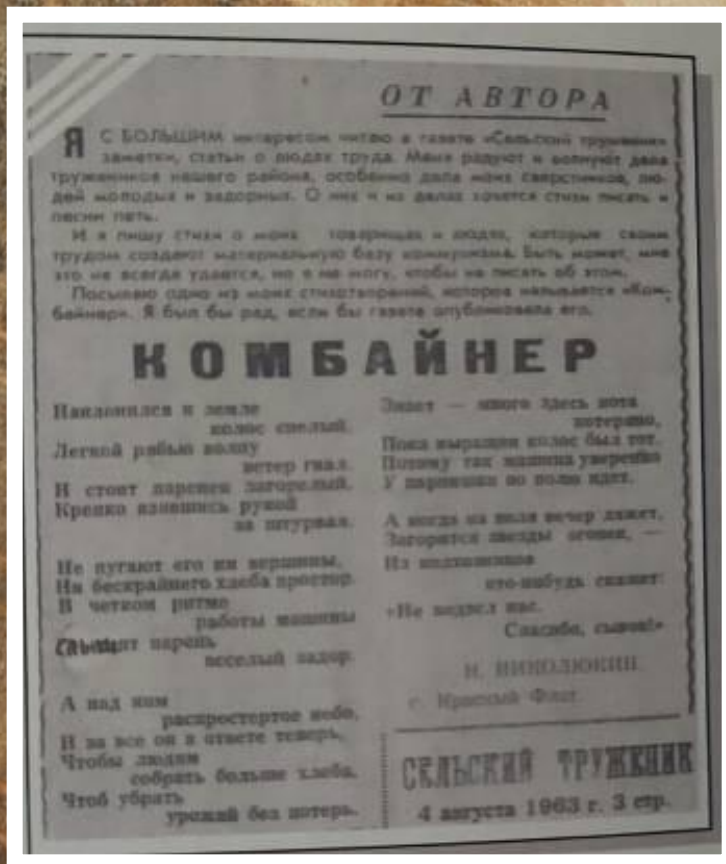 ОТ АВТОРА
Я С БОЛЬШИМ интересом читаю в газете «Сельский труженик»
заметки, статьи о людях труда. Меня радуют и волнуют дела
тружеников нашего района, особенно дела моих сверстников, лю-
дей молодых и задорных. О них и их делах хочется стихи писать и
песни петь.
И я пишу стихи о моих товарищах и людях, которые своим
трудом создают материальную базу коммунизма. Быть может, мне
это не всегда удается, но я не могу, чтобы не писать об этом.
Посылаю одно из моих стихотворений, которое называется «Ком-
байнер». Я был бы рад, если бы газета опубликовала его.
КОМБАЙНЕР
Наклонился к земле
колос спелый.
Легкой рябью волну
ветер гнал.
И стоит паренек загорелый,
Крепко взявшись рукой
за штурвал.
Не пугают его ни вершины,
Ни бескрайнего хлеба простор.
В четком ритме
работы машины
Слышит парень
веселый задор.
А над ним
распростертое небо,
И за все он в ответе теперь,
Чтобы людям
собрать больше хлеба,
Чтоб убрать
урожай без потерь.
Знает — много здесь пота
потеряно,
Пока выращен колос был тот.
Потому так машина уверенно
У парнишки по полю идет.
А когда на поля вечер ляжет,
Загорятся звезды огонек, —
Из
кто-нибудь скажет:
«Не подвел нас.
Спасибо, сынок!»
Н. НИКОЛЮКИН.
с. Красный Флот.
СЕЛЬСКИЙ ТРУЖЕНИК
4 августа 1963 г. 3 стр.